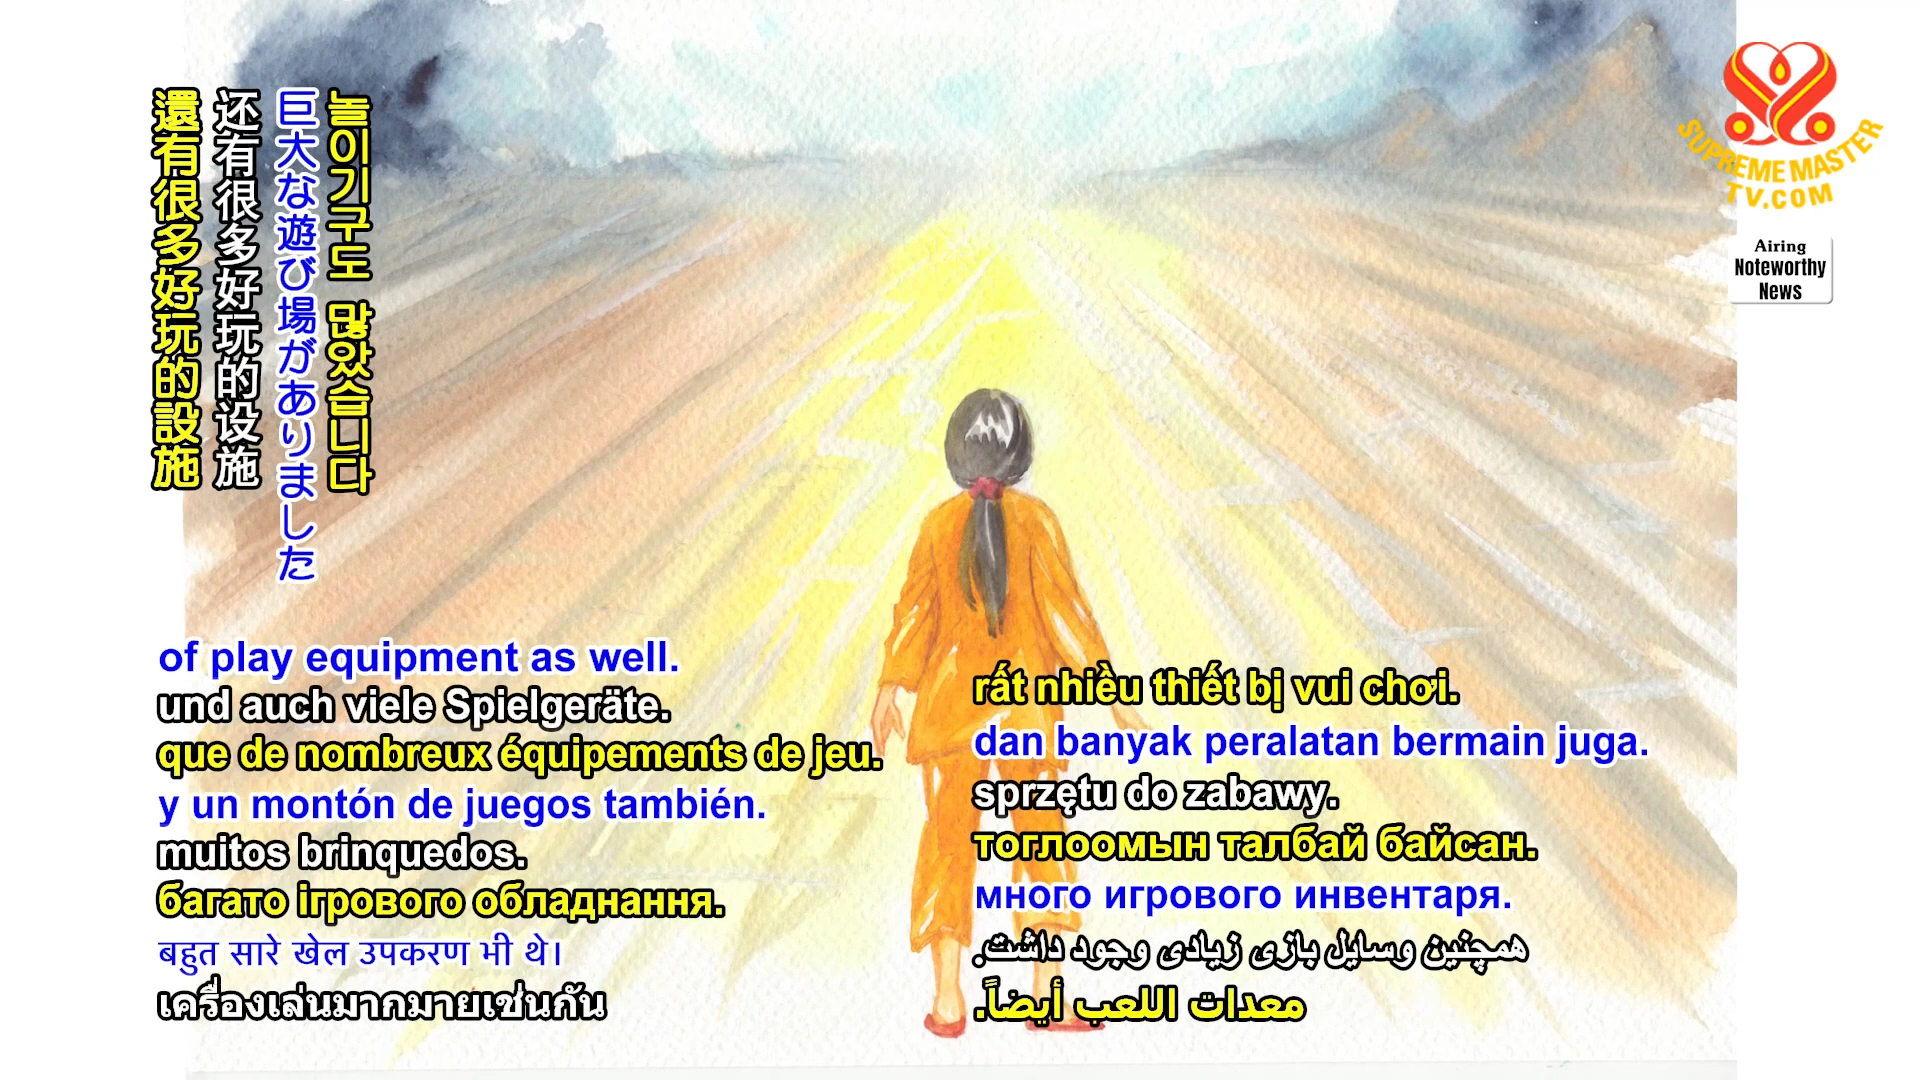 還有很多好玩的設施
还有很多好玩的设施
巨大な遊び場がありました
놀이기구도 많았습니다
of play equipment as well.
und auch viele Spielgeräte.
que de nombreux équipements de jeu.
y un montón de juegos también.
muitos brinquedos.
багато ігрового обладнання.
बहुत सारे खेल उपकरण भी थे।
เครื่องเล่นมากมายเช่นกัน
rất nhiều thiết bị vui chơi.
dan banyak peralatan bermain juga.
sprzętu do zabawy.
тоглоомын талбай байсан.
много игрового инвентаря.
همچنین وسایل بازی زیادی وجود داشت.
معدات اللعب أيضاً.
SUPREME MASTER
TV.COM
Airing
Noteworthy
News